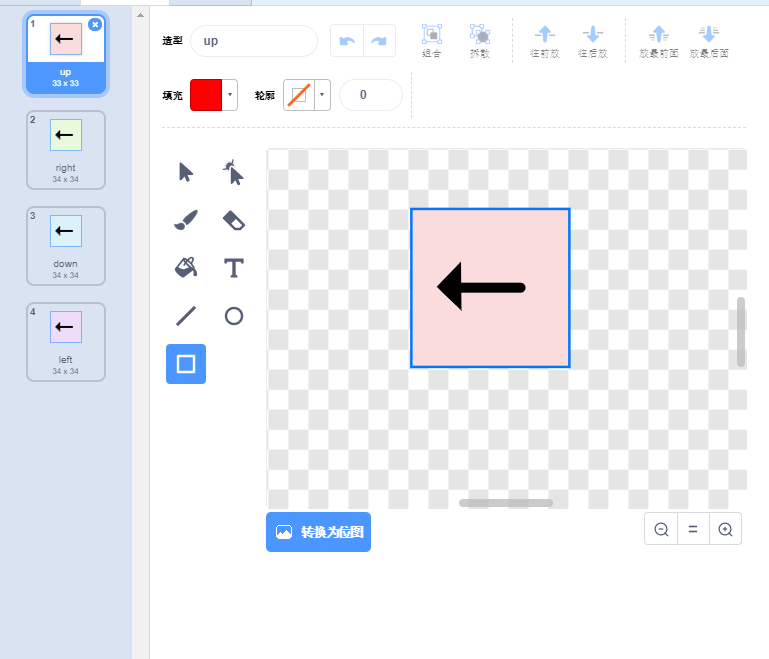 1
up
33 x 33
2
right
34 x 34
3
down
34 x 34
4
left
34 x 34
造型 up
组合 拆散 往前放 往后放 放最前面 放最后面
填充 轮廓 0
转换为位图